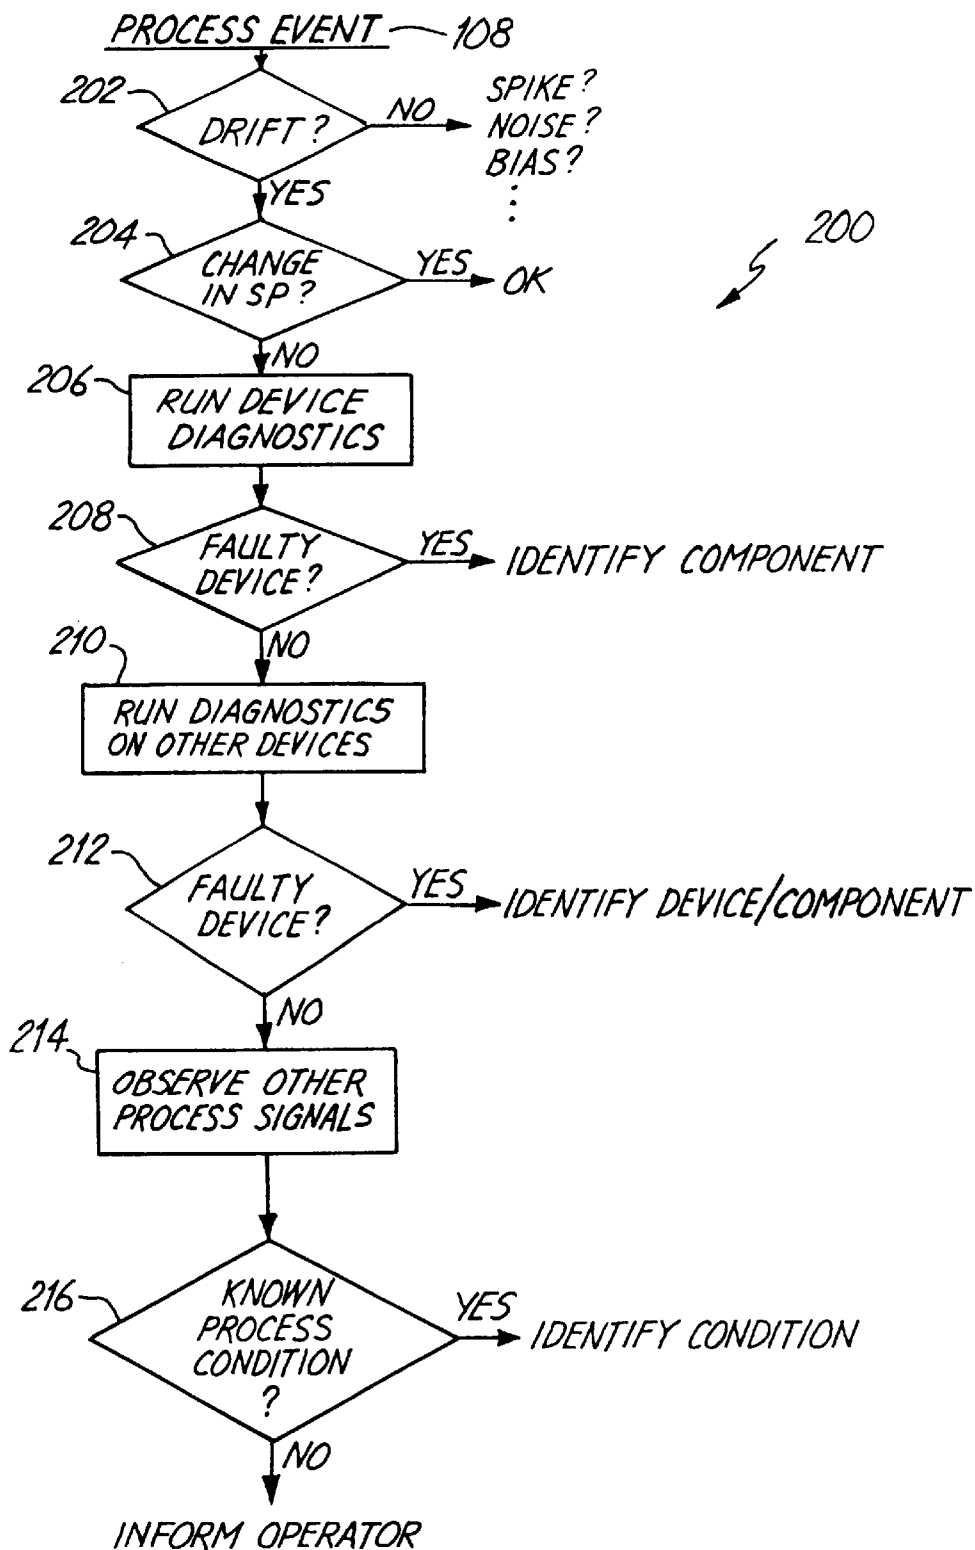 PROCESS EVENT 108
202
DRIFT?
NO
SPIKE?
NOISE?
BIAS?
YES
200
204
CHANGE
IN SP?
YES
OK
NO
206
RUN DEVICE
DIAGNOSTICS
208
FAULTY
DEVICE?
YES
IDENTIFY COMPONENT
NO
210
RUN DIAGNOSTICS
ON OTHER DEVICES
212
FAULTY
DEVICE?
YES
IDENTIFY DEVICE/COMPONENT
NO
214
OBSERVE OTHER
PROCESS SIGNALS
216
KNOWN
PROCESS
CONDITION
?
YES
IDENTIFY CONDITION
NO
INFORM OPERATOR